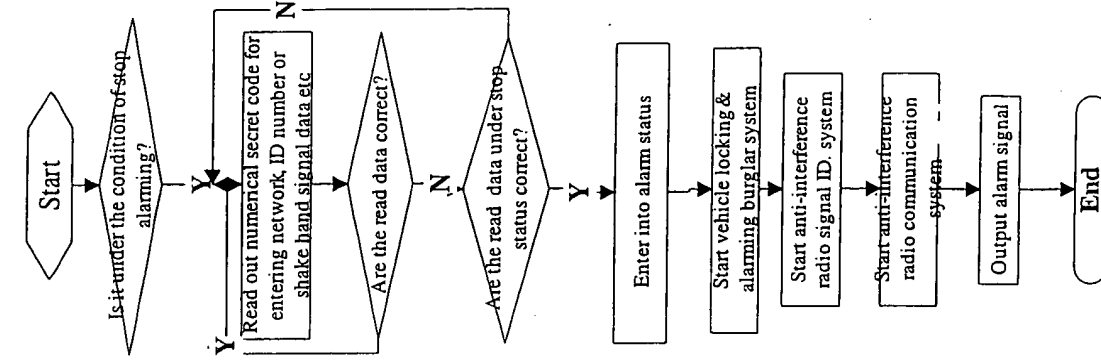 Start
Is it under the condition of stop
alarming?
Y
Y
N
Read out numerical secret code for
entering network, ID number or
shake hand signal data etc
Are the read data correct?
N
Are the read data under stop
status correct?
Y
Enter into alarm status
Start vehicle locking &
alarming burglar system
Start anti-interference
radio signal ID. system
Start anti-interference
radio communication
system
Output alarm signal
End